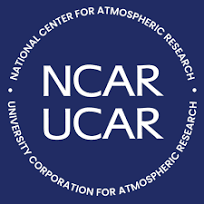 NATIONAL CENTER FOR ATMOSPHERIC RESEARCH
NCAR
UCAR
UNIVERSITY CORPORATION FOR ATMOSPHERIC RESEARCH